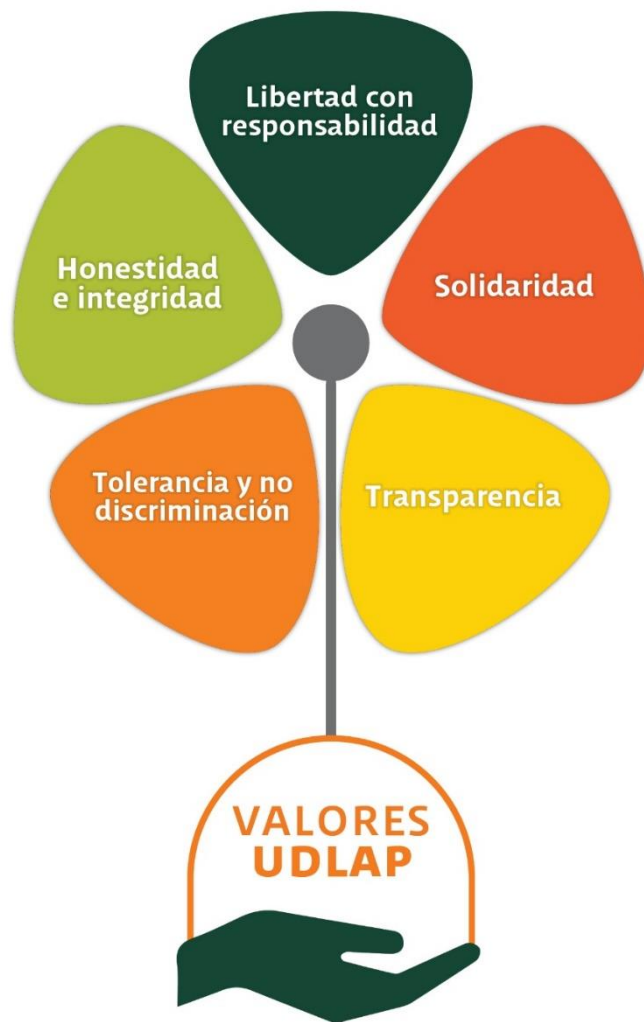 Libertad con
responsabilidad
Honestidad
e integridad
Solidaridad
Tolerancia y no
discriminación
Transparencia
VALORES
UDLAP